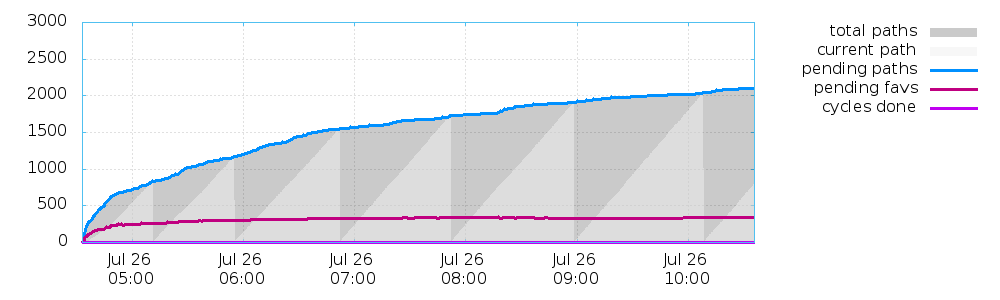 3000
2500
2000
1500
1000
500
0
Jul 26 Jul 26 Jul 26 Jul 26 Jul 26 Jul 26
05:00 06:00 07:00 08:00 09:00 10:00
total paths
current path
pending paths
pending favs
cycles done